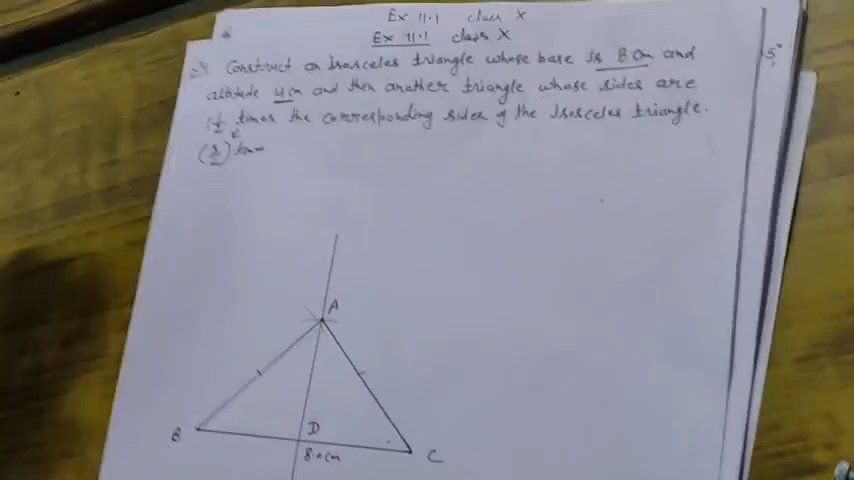 Ex 11.1 class X
Ex 11.1 class X
Construct an Isosceles triangle whose base is 8 cm and
altitude 4cm and then another triangle whose sides are
1½ times the corresponding sides of the Isosceles triangle.
A
B
D
8.0cm
C